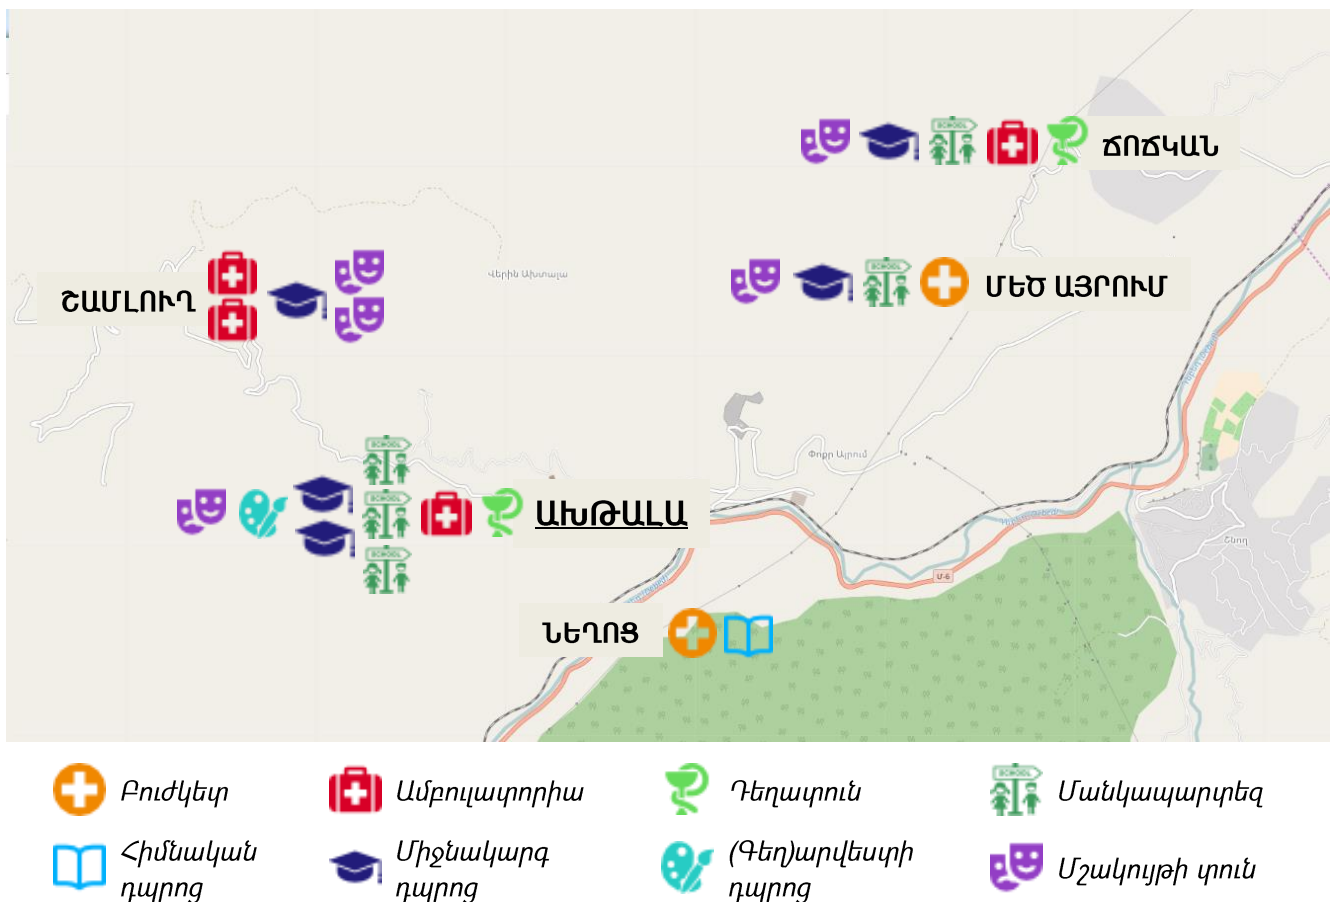 ՃՈՃԿԱՆ
ՄԵԾ ԱՅՐՈՒՄ
ՇԱՄԼՈՒՂ
Վերին Ախտալա
Փոքր Այրում
ԱԽԹԱԼԱ
Շնող
Մ-6
ՆԵՂՈՑ
Բուժկետ
Ամբուլատորիա
Դեղատուն
SCHOOL
Մանկապարտեզ
Հիմնական
դպրոց
Միջնակարգ
դպրոց
(Գեղ)արվեստի
դպրոց
Մշակույթի տուն